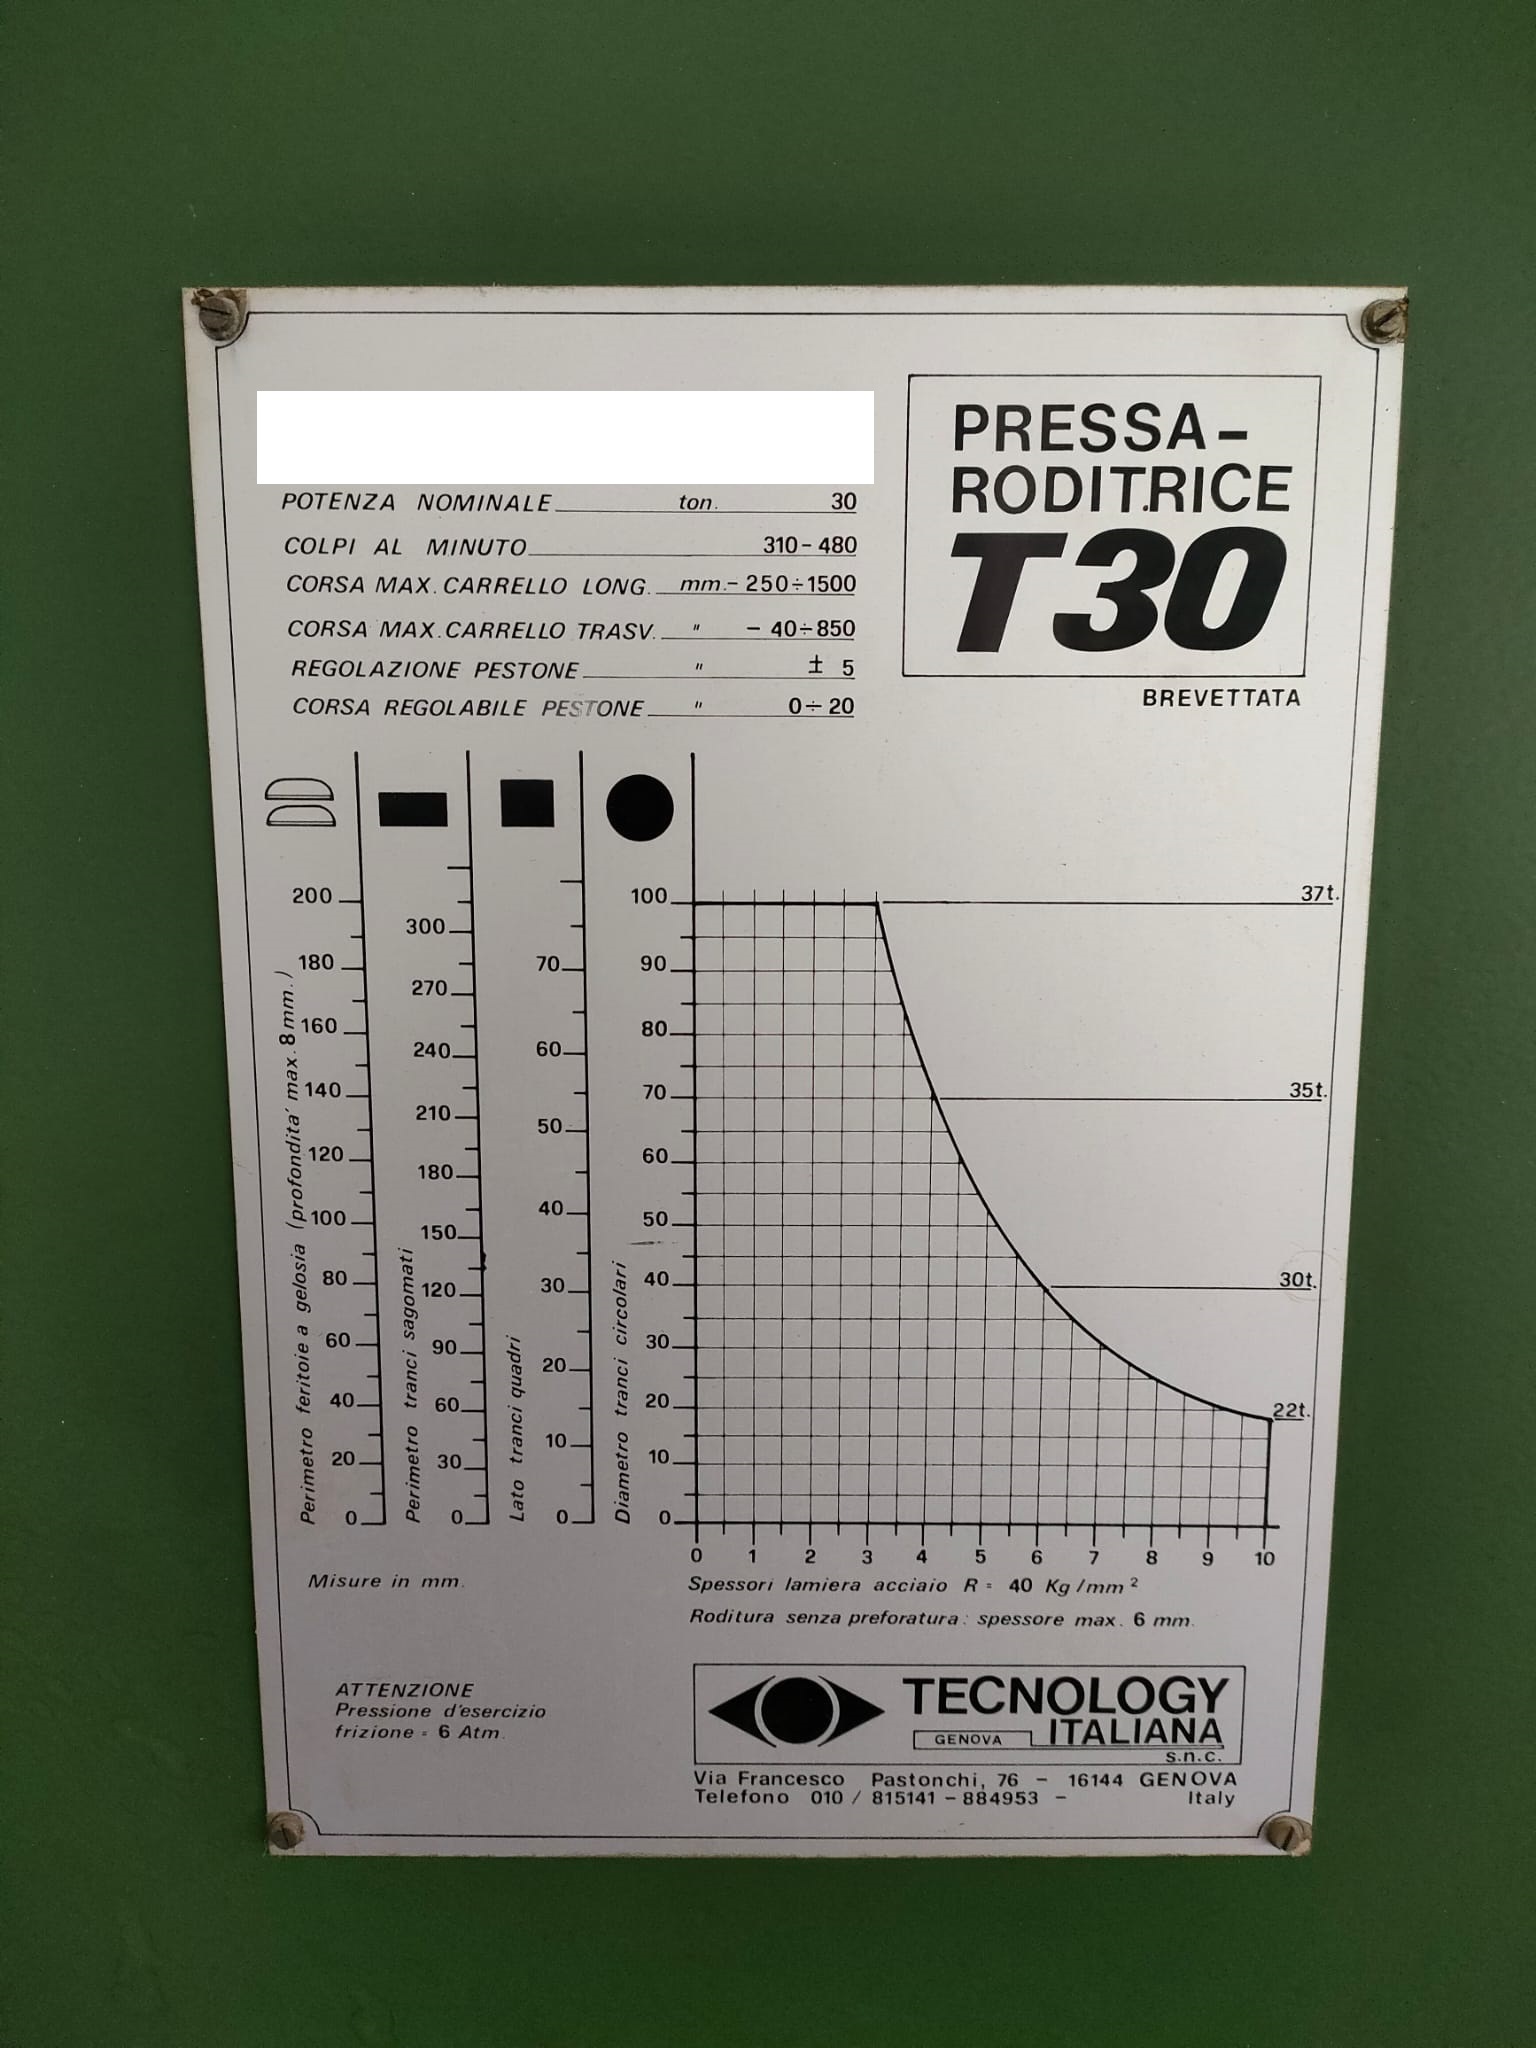 PRESSA-
RODITRICE
T30
BREVETTATA
POTENZA NOMINALE ton. 30
COLPI AL MINUTO 310-480
CORSA MAX. CARRELLO LONG. mm.- 250÷1500
CORSA MAX. CARRELLO TRASV. " - 40÷850
REGOLAZIONE PESTONE " ± 5
CORSA REGOLABILE PESTONE " 0÷20
Perimetro feritoie a gelosia (profondita' max. 8 mm.)
200
180
160
140
120
100
80
60
40
20
0
Perimetro tranci sagomati
300
270
240
210
180
150
120
90
60
30
0
Lato tranci quadri
70
60
50
40
30
20
10
0
Diametro tranci circolari
100
90
80
70
60
50
40
30
20
10
0
37t.
35t.
30t.
22t.
0 1 2 3 4 5 6 7 8 9 10
Misure in mm.
Spessori lamiera acciaio R = 40 Kg/mm²
Roditura senza preforatura: spessore max. 6 mm.
ATTENZIONE
Pressione d'esercizio
frizione = 6 Atm.
TECNOLOGY
GENOVA ITALIANA
s.n.c.
Via Francesco Pastonchi, 76 - 16144 GENOVA
Telefono 010 / 815141 - 884953 - Italy